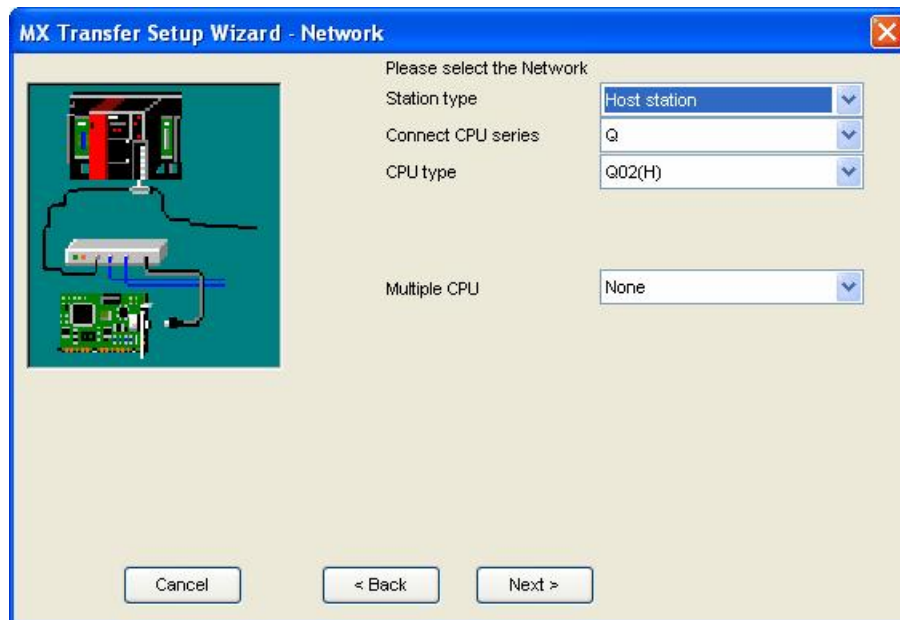 MX Transfer Setup Wizard - Network
Please select the Network
Station type Host station
Connect CPU series Q
CPU type Q02(H)
Multiple CPU None
Cancel < Back Next >